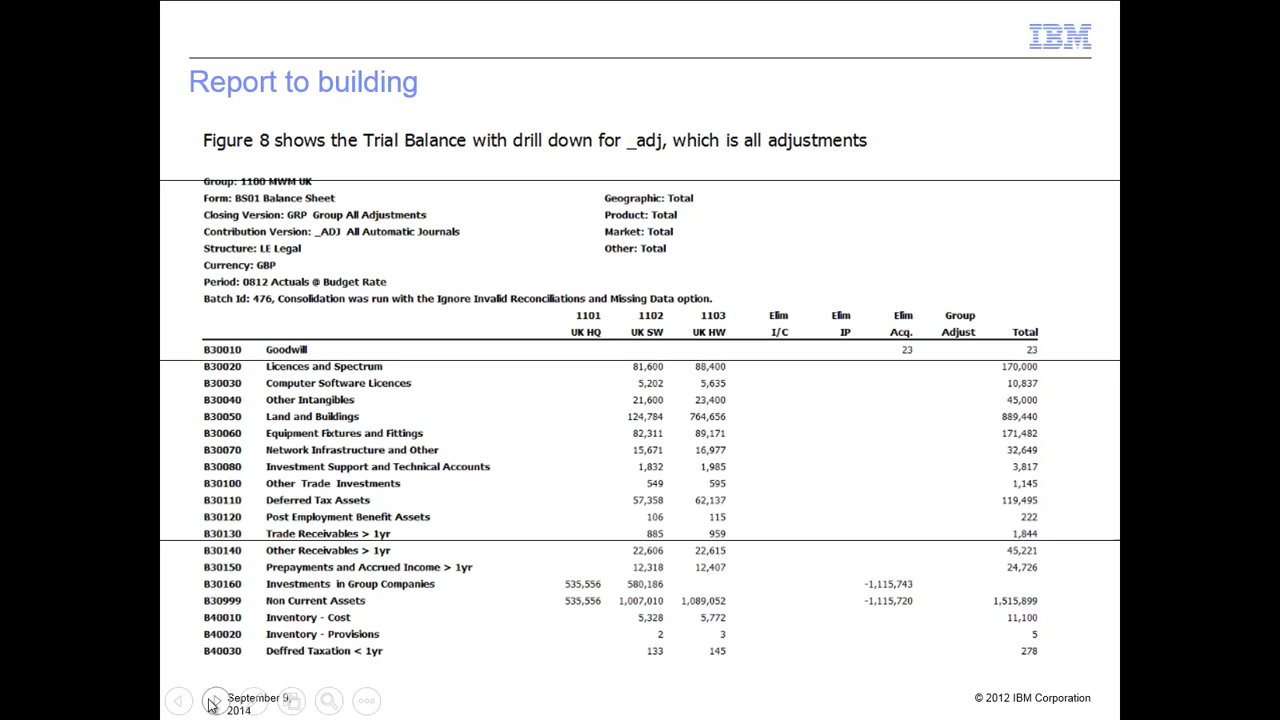 IBM
Report to building
Figure 8 shows the Trial Balance with drill down for _adj, which is all adjustments
Group: 1100 MWM UK
Form: BS01 Balance Sheet Geographic: Total
Closing Version: GRP Group All Adjustments Product: Total
Contribution Version: _ADJ All Automatic Journals Market: Total
Structure: LE Legal Other: Total
Currency: GBP
Period: 0812 Actuals @ Budget Rate
Batch Id: 476, Consolidation was run with the Ignore Invalid Reconciliations and Missing Data option.
1101 1102 1103 Elim Elim Elim Group
UK HQ UK SW UK HW I/C IP Acq. Adjust Total
B30010 Goodwill 23 23
B30020 Licences and Spectrum 81,600 88,400 170,000
B30030 Computer Software Licences 5,202 5,635 10,837
B30040 Other Intangibles 21,600 23,400 45,000
B30050 Land and Buildings 124,784 764,656 889,440
B30060 Equipment Fixtures and Fittings 82,311 89,171 171,482
B30070 Network Infrastructure and Other 15,671 16,977 32,649
B30080 Investment Support and Technical Accounts 1,832 1,985 3,817
B30100 Other Trade Investments 549 595 1,145
B30110 Deferred Tax Assets 57,358 62,137 119,495
B30120 Post Employment Benefit Assets 106 115 222
B30130 Trade Receivables > 1yr 885 959 1,844
B30140 Other Receivables > 1yr 22,606 22,615 45,221
B30150 Prepayments and Accrued Income > 1yr 12,318 12,407 24,726
B30160 Investments in Group Companies 535,556 580,186 -1,115,743
B30999 Non Current Assets 535,556 1,007,010 1,089,052 -1,115,720 1,515,899
B40010 Inventory - Cost 5,328 5,772 11,100
B40020 Inventory - Provisions 2 3 5
B40030 Deffred Taxation < 1yr 133 145 278
September 9,
2014
© 2012 IBM Corporation